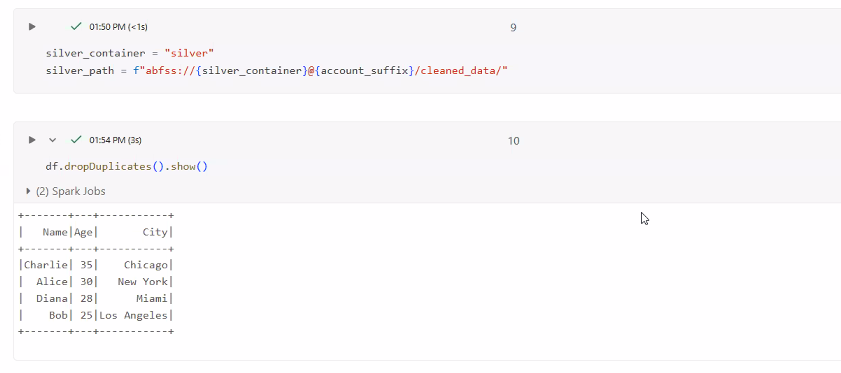 01:50 PM (<1s)
9
silver_container = "silver"
silver_path = f"abfss://{silver_container}@{account_suffix}/cleaned_data/"
01:54 PM (3s)
10
df.dropDuplicates().show()
(2) Spark Jobs
+-------+---+-----------+
|   Name|Age|       City|
+-------+---+-----------+
|Charlie| 35|    Chicago|
|  Alice| 30|   New York|
|  Diana| 28|      Miami|
|    Bob| 25|Los Angeles|
+-------+---+-----------+